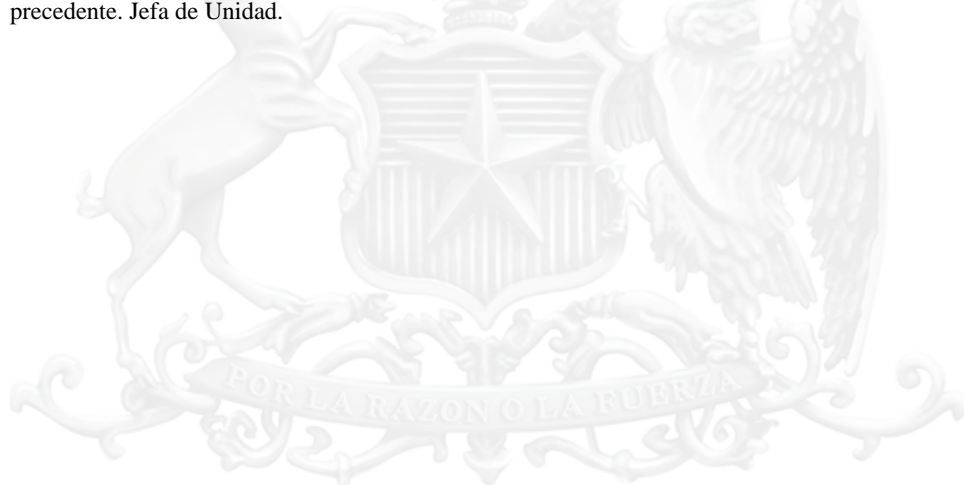 precedente. Jefa de Unidad.
POR LA RAZON O LA FUERZA